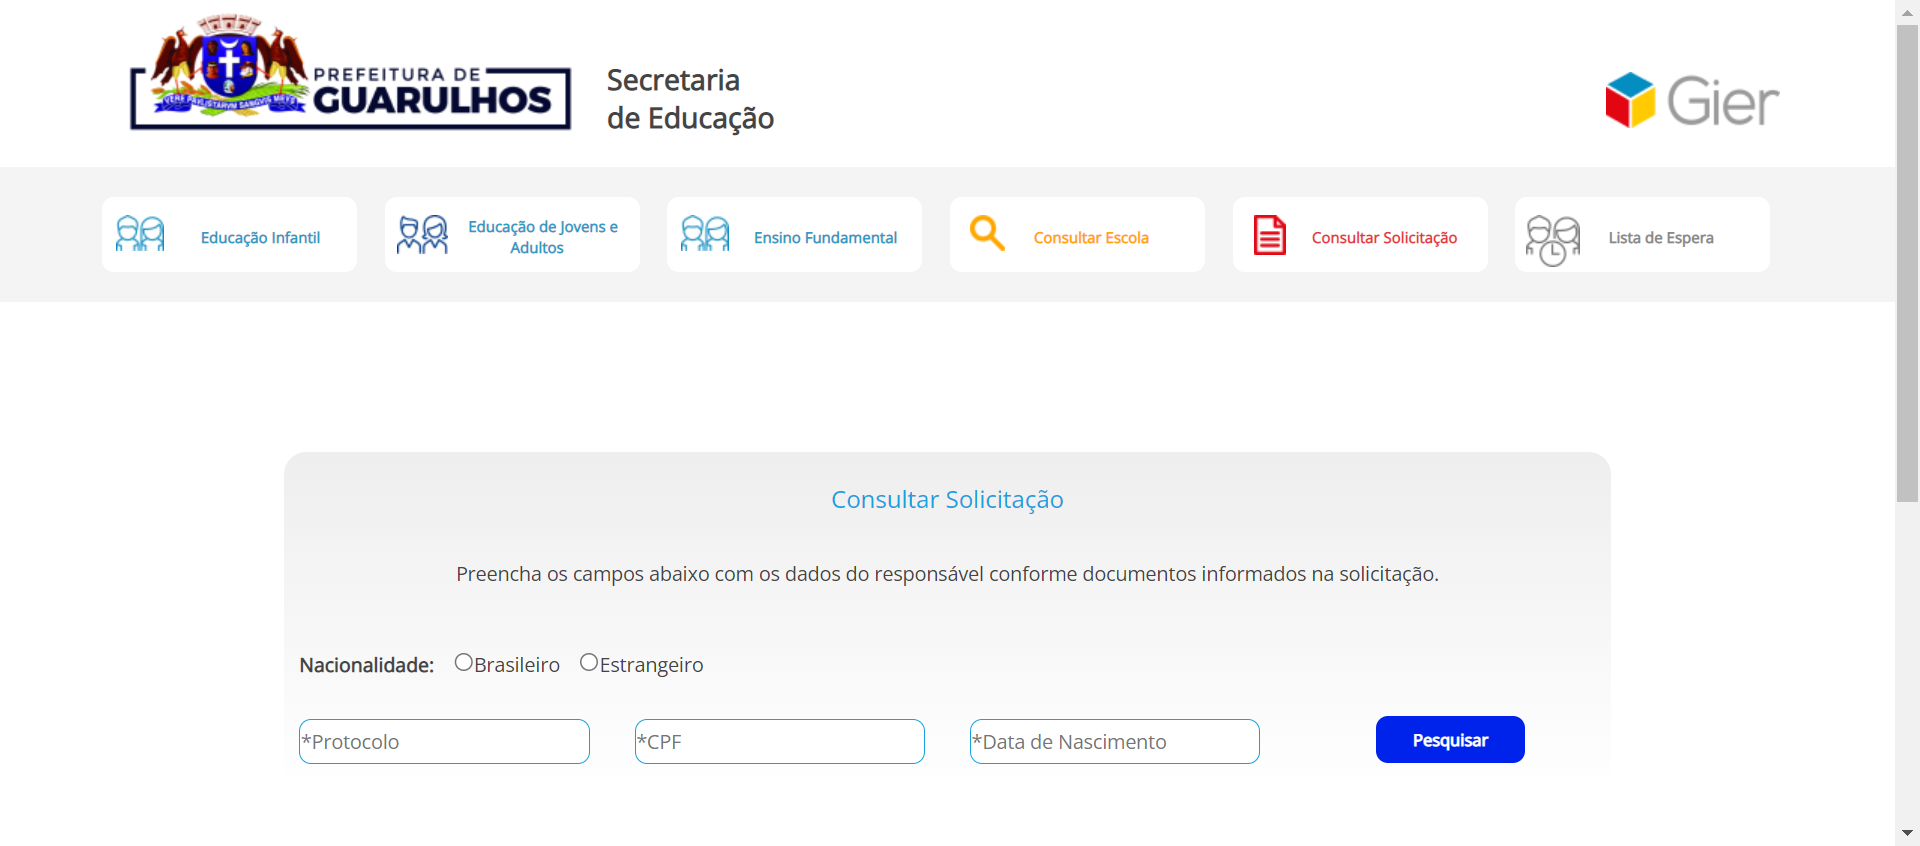 PREFEITURA DE
GUARULHOS
Secretaria
de Educação
Gier
Educação Infantil
Educação de Jovens e
Adultos
Ensino Fundamental
Consultar Escola
Consultar Solicitação
Lista de Espera
Consultar Solicitação
Preencha os campos abaixo com os dados do responsável conforme documentos informados na solicitação.
Nacionalidade: Brasileiro Estrangeiro
*Protocolo *CPF *Data de Nascimento Pesquisar